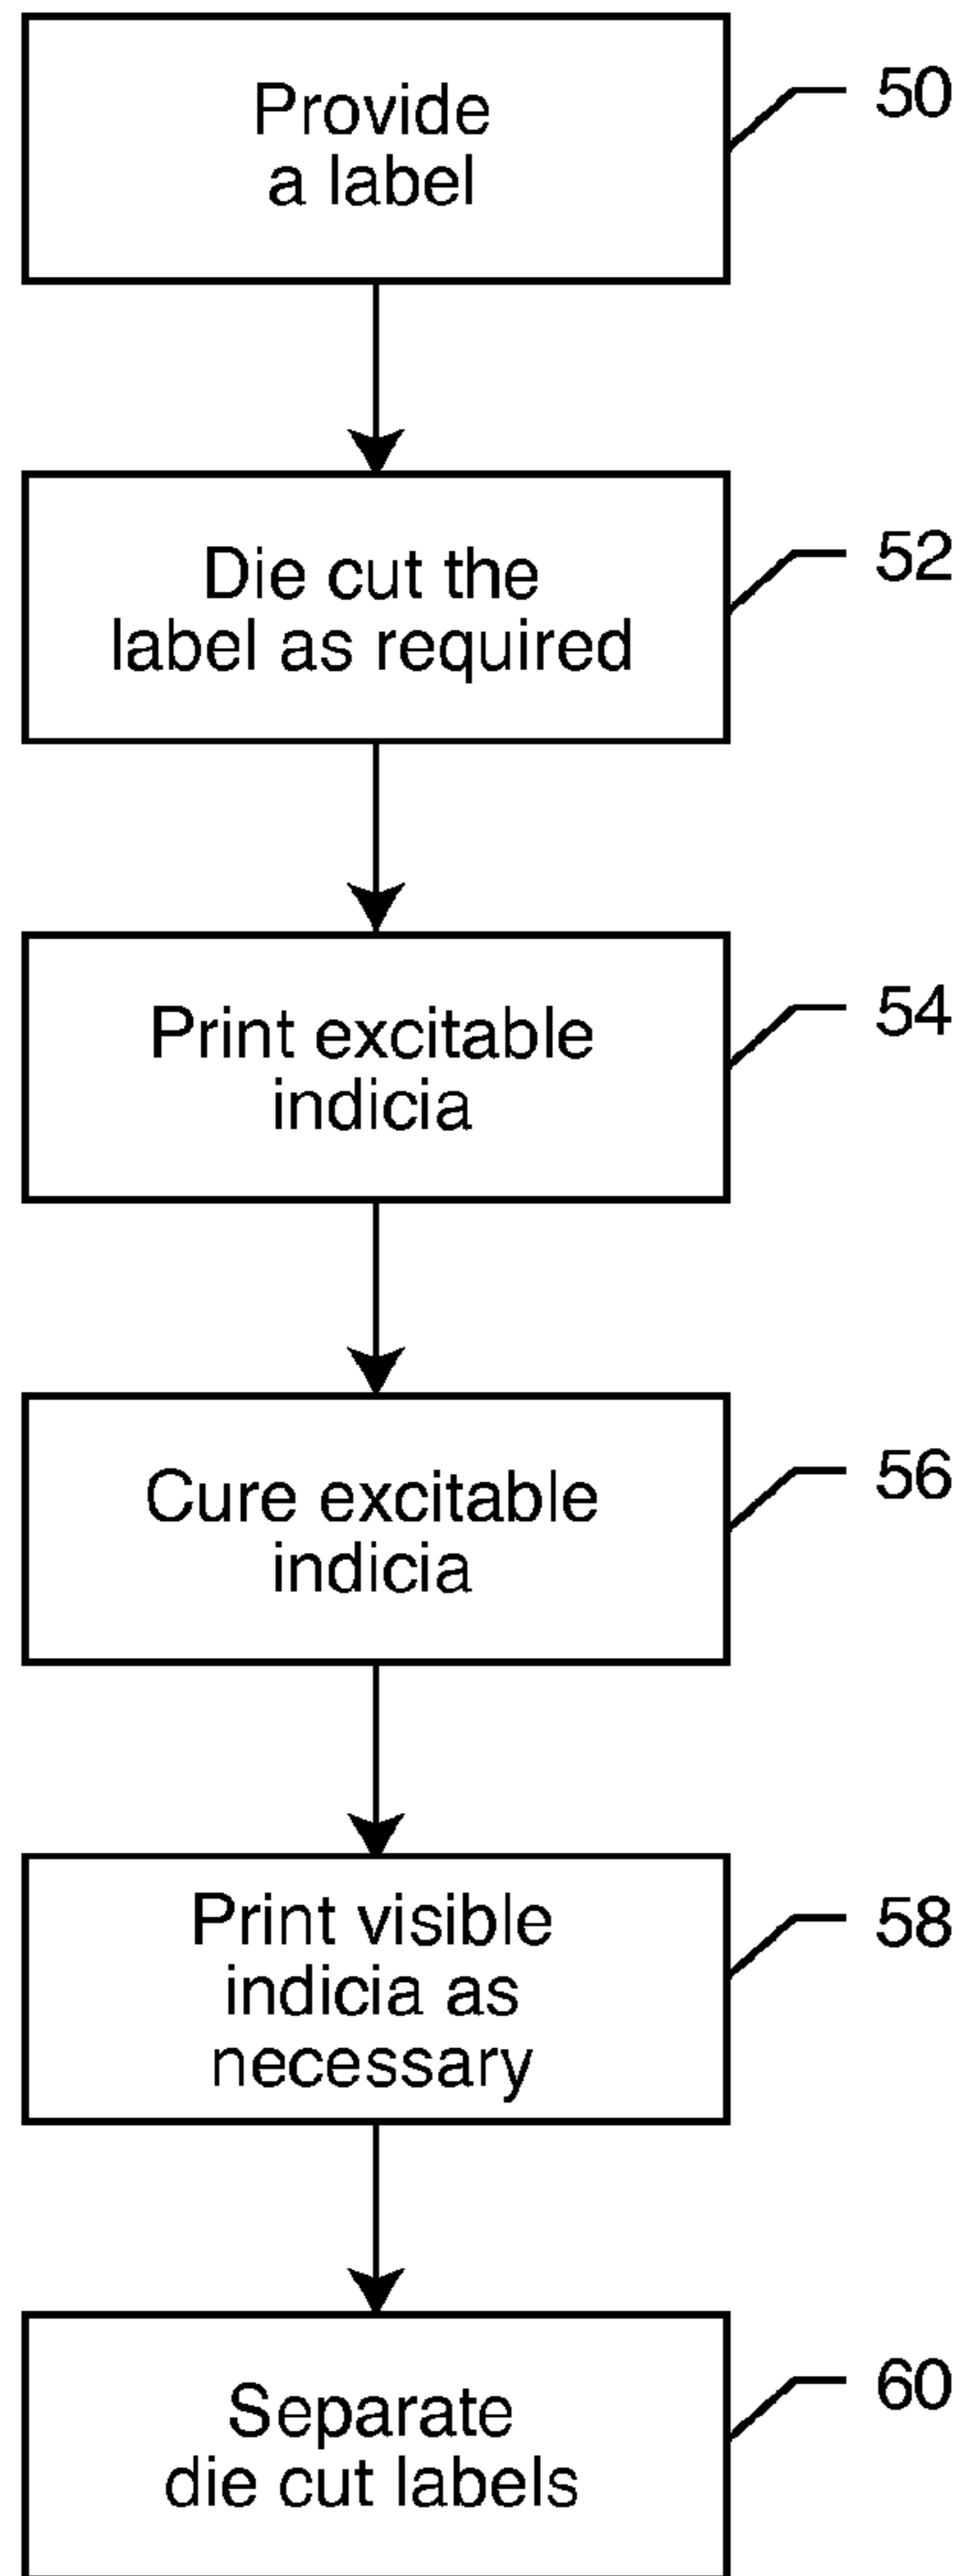 Provide
a label
50
Die cut the
label as required
52
Print excitable
indicia
54
Cure excitable
indicia
56
Print visible
indicia as
necessary
58
Separate
die cut labels
60